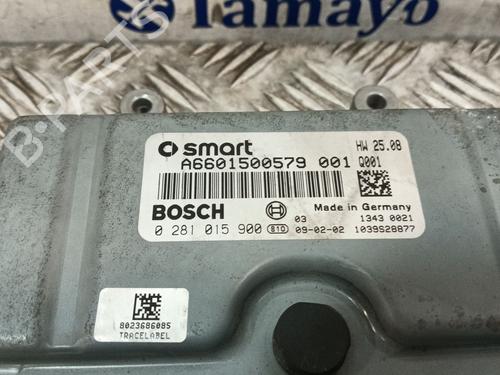 Tamayo
B-PARTS
smart
HW 25.08
A6601500579 001 Q001
BOSCH
03
Made in Germany
1343 0021
0 281 015 900 810 09-02-02 1039S28877
8023686085
TRACELABEL